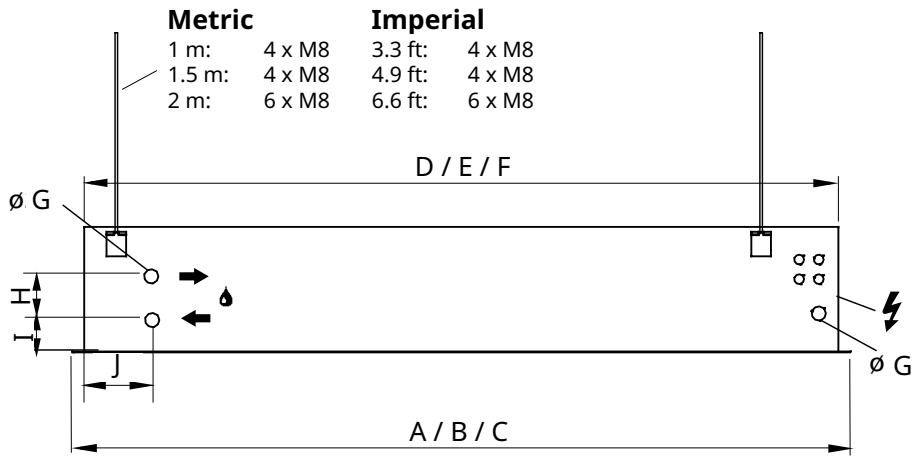 Metric Imperial
1 m: 4 x M8 3.3 ft: 4 x M8
1.5 m: 4 x M8 4.9 ft: 4 x M8
2 m: 6 x M8 6.6 ft: 6 x M8
D / E / F
ø G
H
I
J
ø G
A / B / C